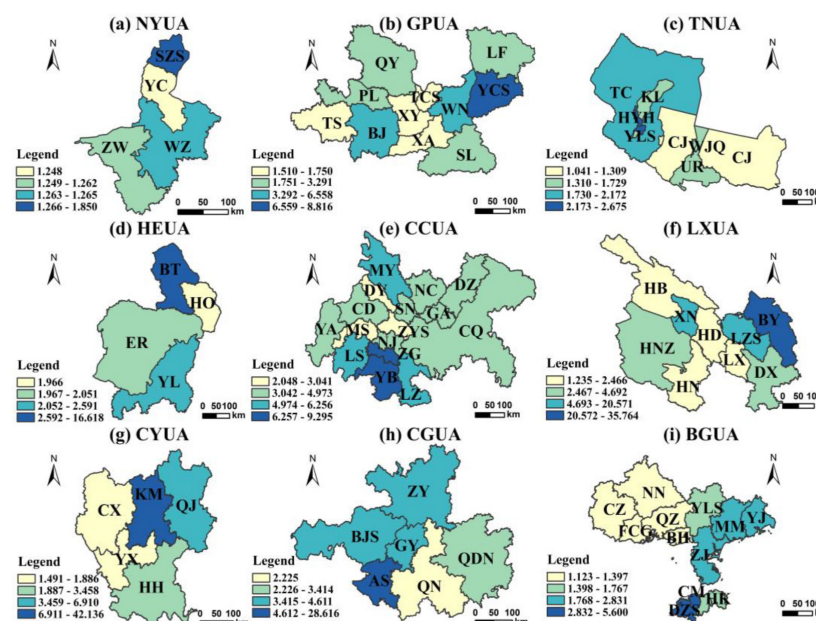 (a) NYUA
N
SZS
YC
ZW
WZ
Legend
1.248
1.249 - 1.262
1.263 - 1.265
1.266 - 1.850
0 50 100
km
(b) GPUA
N
LF
QY
YCS
PL
TCS
WN
TS
XY
BJ
XA
SL
Legend
1.510 - 1.750
1.751 - 3.291
3.292 - 6.558
6.559 - 8.816
0 50 100
km
(c) TNUA
N
TC
KL
HYH
YLS
CJ
WJQ
CJ
UR
Legend
1.041 - 1.309
1.310 - 1.729
1.730 - 2.172
2.173 - 2.675
0 50 100
km
(d) HEUA
N
BT
HO
ER
YL
Legend
1.966
1.967 - 2.051
2.052 - 2.591
2.592 - 16.618
0 50 100
km
(e) CCUA
N
MY
DY
NC
DZ
CD
SN
GA
YA
MS
ZYS
CQ
NJ
LS
ZG
YB
LZ
Legend
2.048 - 3.041
3.042 - 4.973
4.974 - 6.256
6.257 - 9.295
0 50 100
km
(f) LXUA
N
HB
XN
BY
HD
LZS
HNZ
LX
HN
DX
Legend
1.235 - 2.466
2.467 - 4.692
4.693 - 20.571
20.572 - 35.764
0 50 100
km
(g) CYUA
N
KM
QJ
CX
YX
HH
Legend
1.491 - 1.886
1.887 - 3.458
3.459 - 6.910
6.911 - 42.136
0 50 100
km
(h) CGUA
N
ZY
BJS
GY
QDN
AS
QN
Legend
2.225
2.226 - 3.414
3.415 - 4.611
4.612 - 28.616
0 50 100
km
(i) BGUA
N
NN
CZ
YLS
QZ
YJ
MM
FCG
BH
ZJ
CM
HK
DZS
Legend
1.123 - 1.397
1.398 - 1.767
1.768 - 2.831
2.832 - 5.600
0 50 100
km